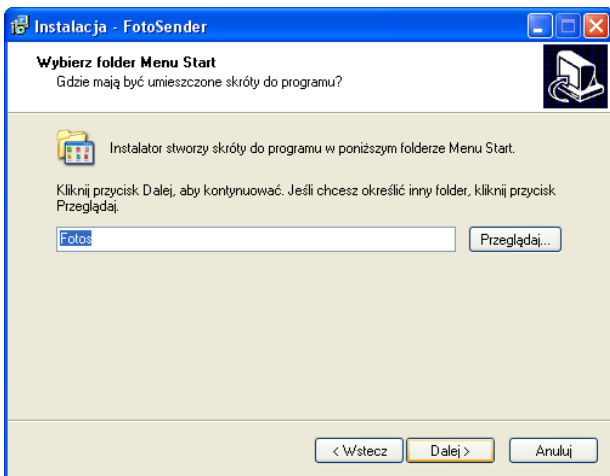 Instalacja - FotoSender
Wybierz folder Menu Start
Gdzie mają być umieszczone skróty do programu?
Instalator stworzy skróty do programu w poniższym folderze Menu Start.
Kliknij przycisk Dalej, aby kontynuować. Jeśli chcesz określić inny folder, kliknij przycisk
Przeglądaj.
Fotos
Przeglądaj...
< Wstecz
Dalej >
Anuluj